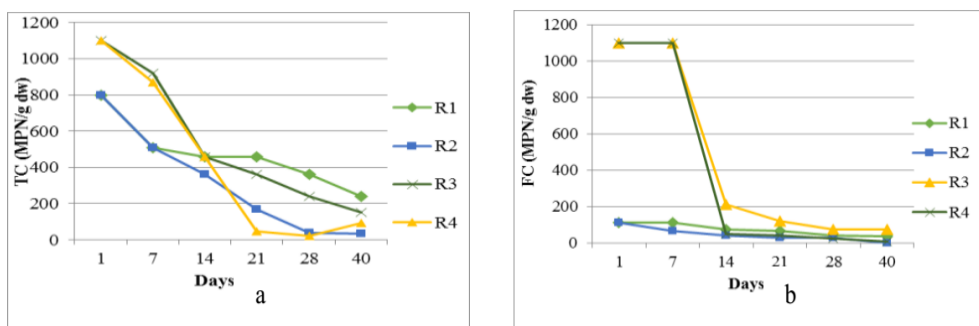 1200
1000
800
600
400
200
0
TC (MPN/g dw)
1 7 14 21 28 40
Days
a
R1
R2
R3
R4
1200
1000
800
600
400
200
0
FC (MPN/g dw)
1 7 14 21 28 40
Days
b
R1
R2
R3
R4